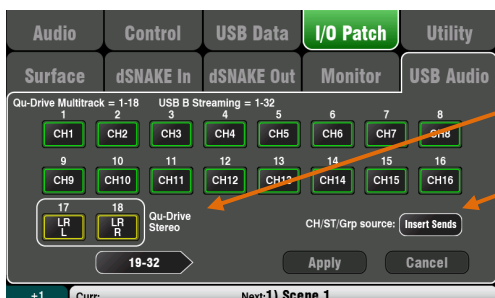 Audio Control USB Data I/O Patch Utility
Surface dSNAKE In dSNAKE Out Monitor USB Audio
Qu-Drive Multitrack = 1-18 USB B Streaming = 1-32
1 2 3 4 5 6 7 8
CH1 CH2 CH3 CH4 CH5 CH6 CH7 CH8
9 10 11 12 13 14 15 16
CH9 CH10 CH11 CH12 CH13 CH14 CH15 CH16
17 18
LR L LR R Qu-Drive Stereo
CH/ST/Grp source: Insert Sends
19-32 Apply Cancel
+1 Curr: Next:1) Scene 1